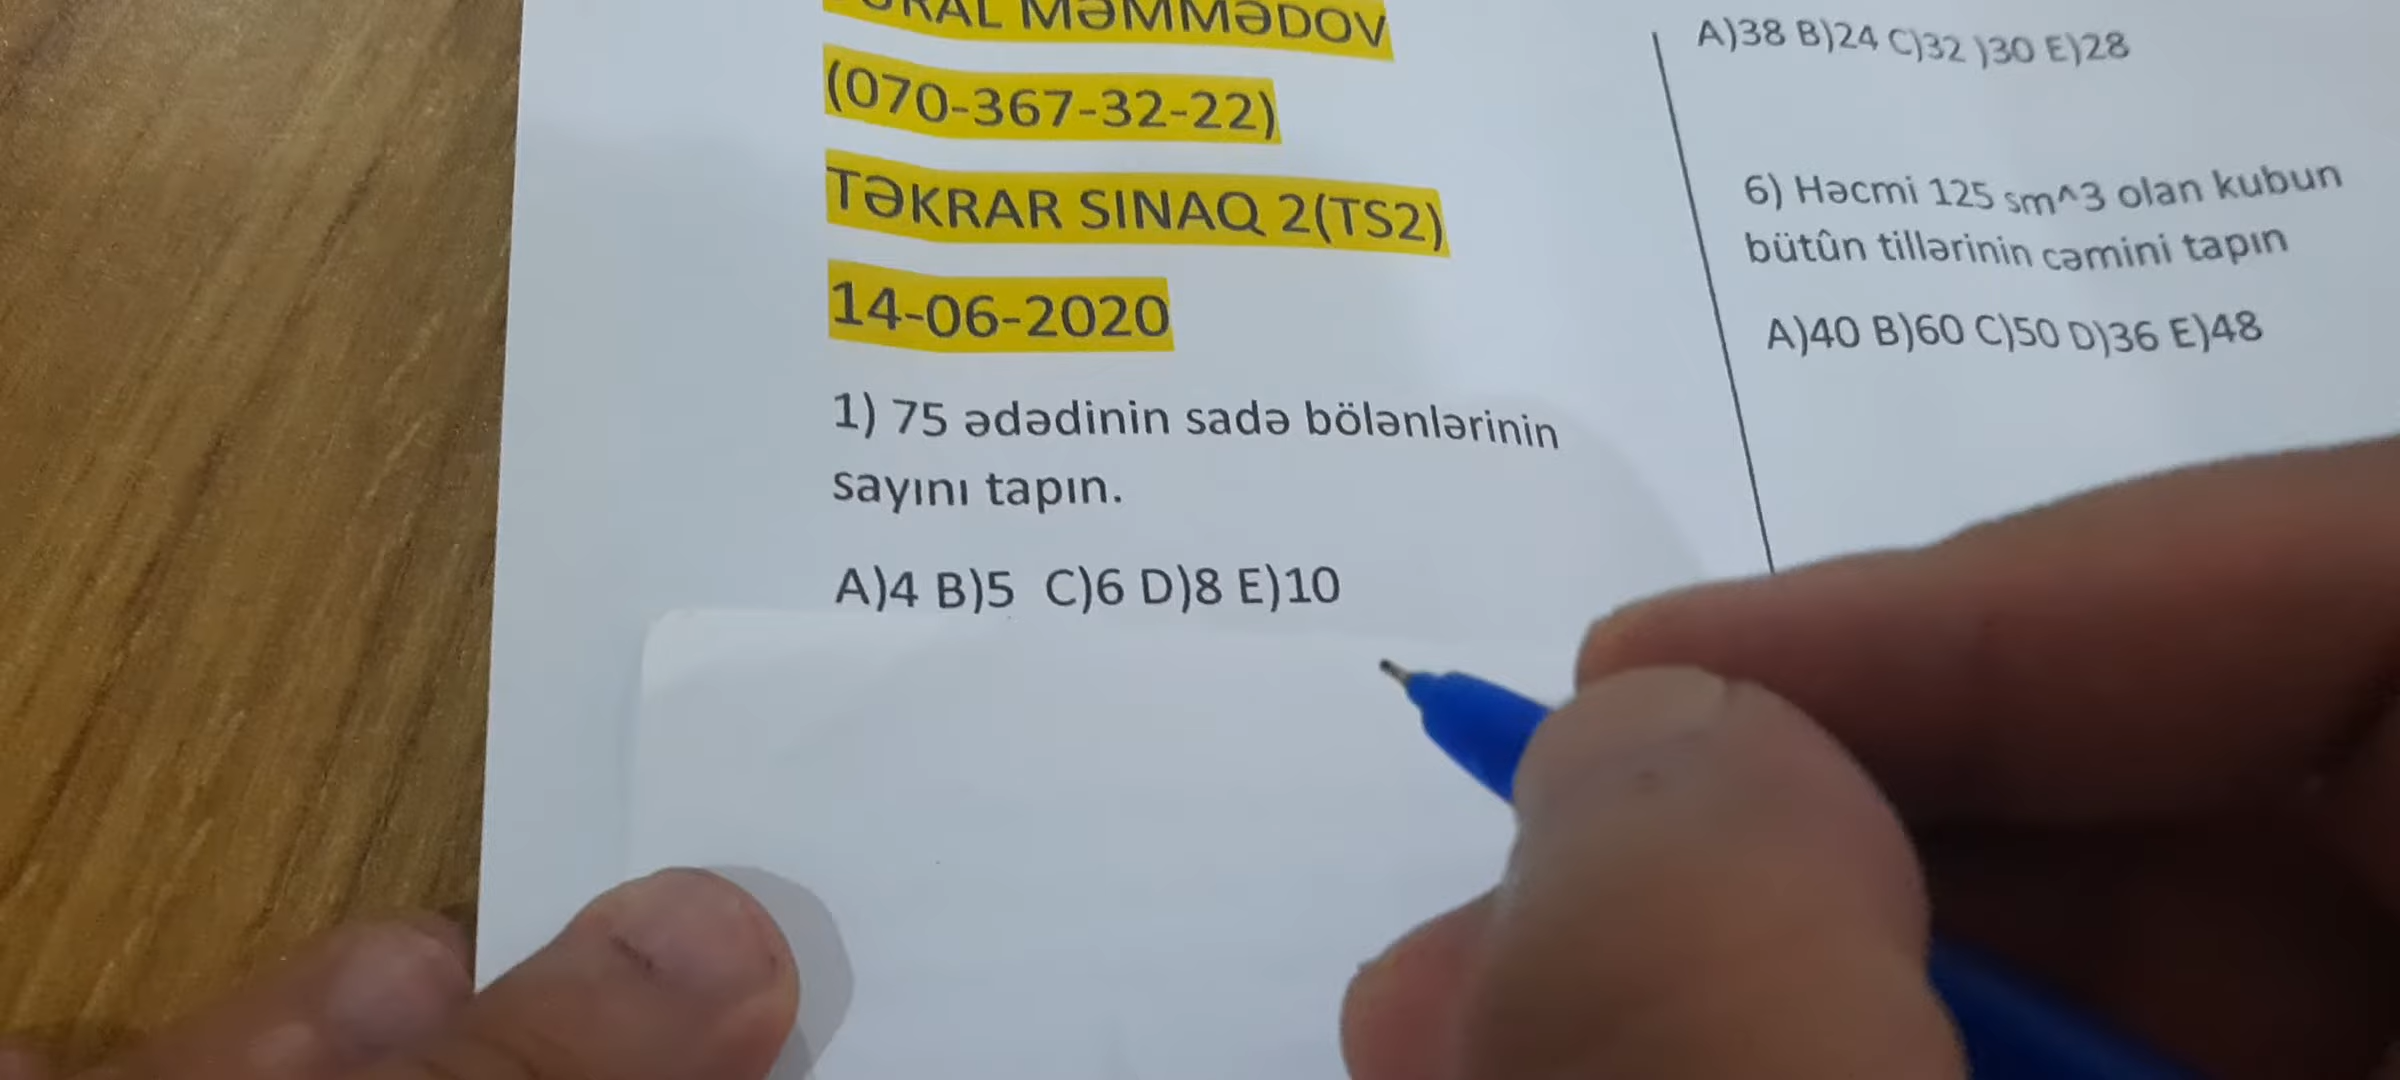 MƏMMƏDOV
(070-367-32-22)
TƏKRAR SINAQ 2(TS2)
14-06-2020
1) 75 ədədinin sadə bölənlərinin
sayını tapın.
A)4 B)5 C)6 D)8 E)10
A)38 B)24 C)32 )30 E)28
6) Həcmi 125 sm^3 olan kubun
bütûn tillərinin cəmini tapın
A)40 B)60 C)50 D)36 E)48